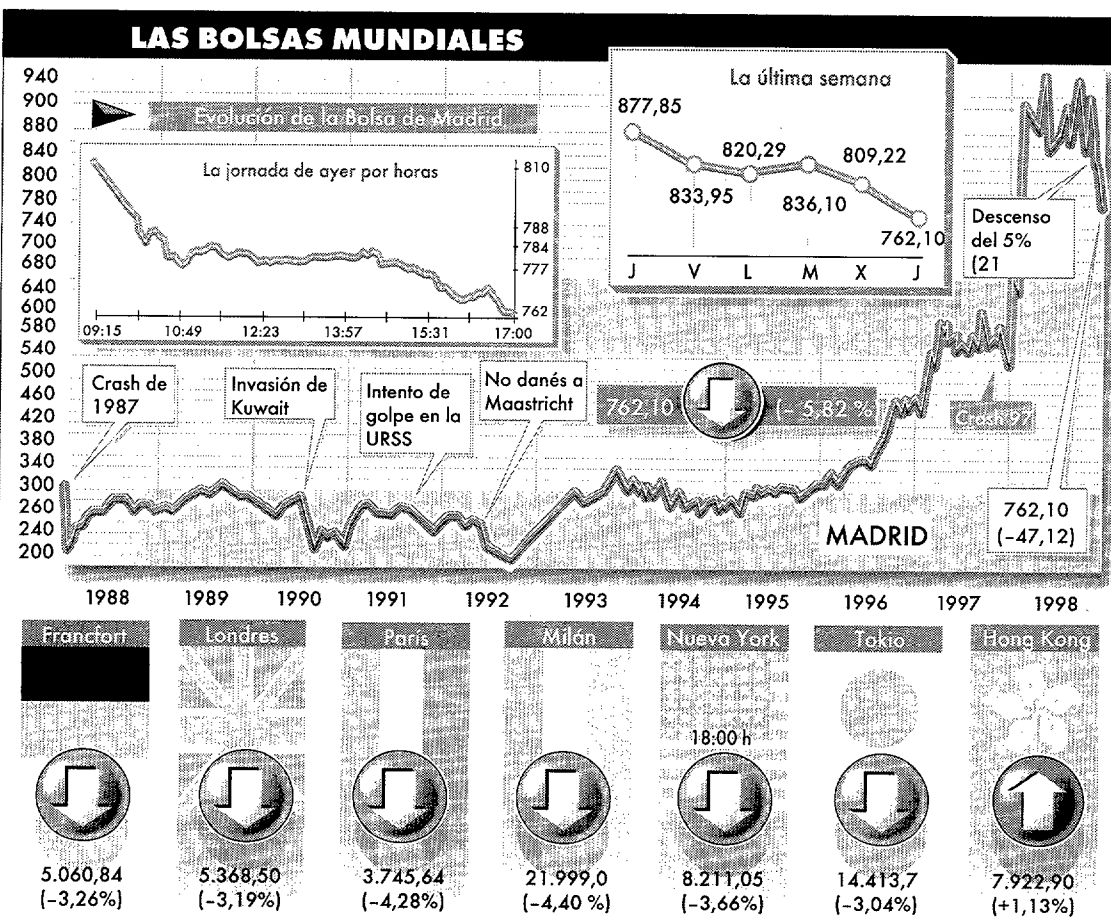 LAS BOLSAS MUNDIALES
940
900
880
840
800
780
740
700
680
640
600
580
540
500
460
420
380
340
300
260
240
200
Evolución de la Bolsa de Madrid
La jornada de ayer por horas
810
788
784
777
762
09:15 10:49 12:23 13:57 15:31 17:00
La última semana
877,85
833,95
820,29
836,10
809,22
762,10
J V L M X J
Descenso
del 5%
(21
Crash de
1987
Invasión de
Kuwait
Intento de
golpe en la
URSS
No danés a
Maastricht
762,10 (- 5,82 %)
Crash 97
762,10
(-47,12)
MADRID
1988 1989 1990 1991 1992 1993 1994 1995 1996 1997 1998
Francfort
5.060,84
(-3,26%)
Londres
5.368,50
(-3,19%)
París
3.745,64
(-4,28%)
Milán
21.999,0
(-4,40 %)
Nueva York
18:00 h
8.211,05
(-3,66%)
Tokio
14.413,7
(-3,04%)
Hong Kong
7.922,90
(+1,13%)